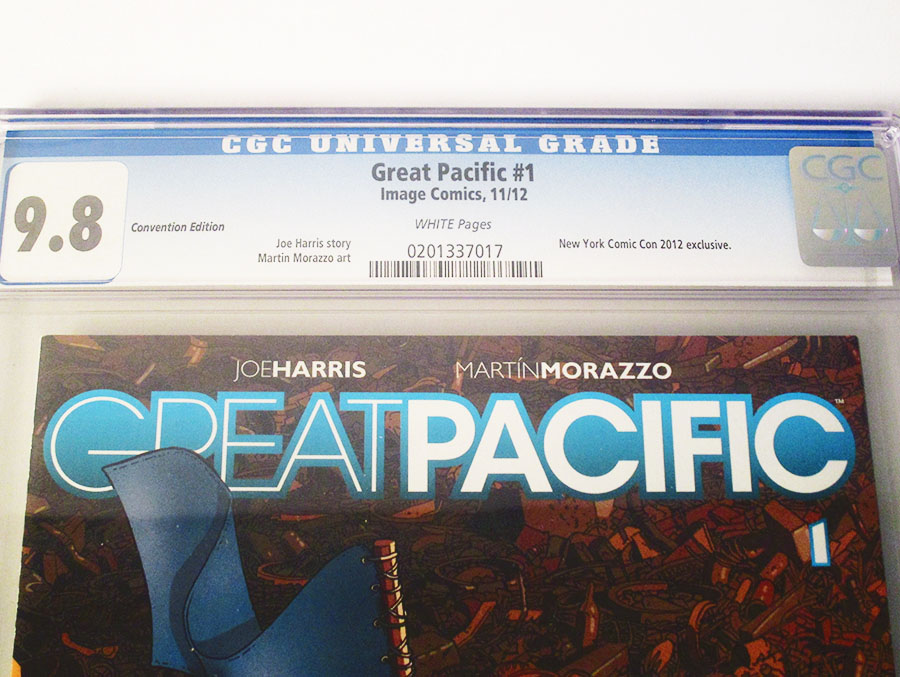 CGC UNIVERSAL GRADE
9.8
Great Pacific #1
Image Comics, 11/12
Convention Edition
WHITE Pages
Joe Harris story
Martin Morazzo art
0201337017
New York Comic Con 2012 exclusive.
CGC
JOEHARRIS
MARTÍNMORAZZO
GREATPACIFIC™
1